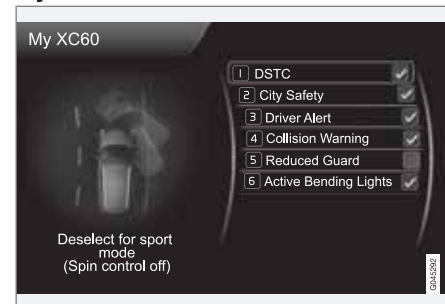 My XC60
1 DSTC
2 City Safety
3 Driver Alert
4 Collision Warning
5 Reduced Guard
6 Active Bending Lights
Deselect for sport
mode
(Spin control off)
G045292